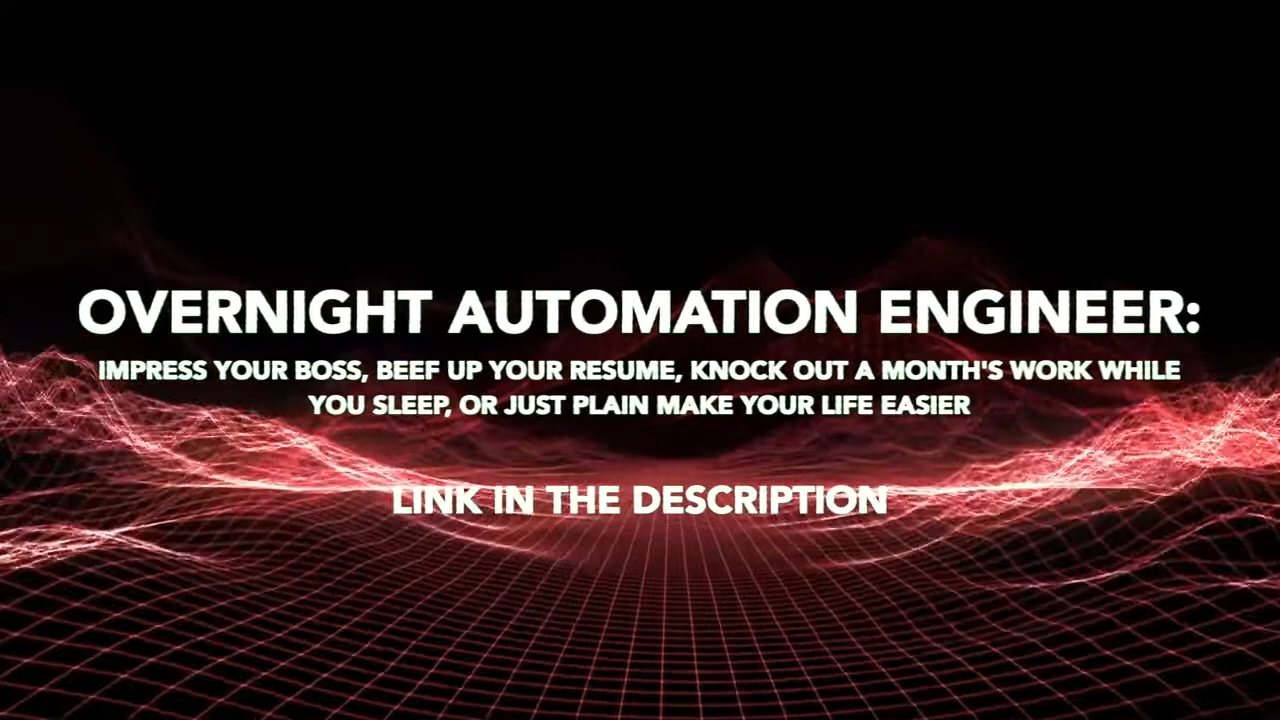 OVERNIGHT AUTOMATION ENGINEER:
IMPRESS YOUR BOSS, BEEF UP YOUR RESUME, KNOCK OUT A MONTH'S WORK WHILE
YOU SLEEP, OR JUST PLAIN MAKE YOUR LIFE EASIER
LINK IN THE DESCRIPTION